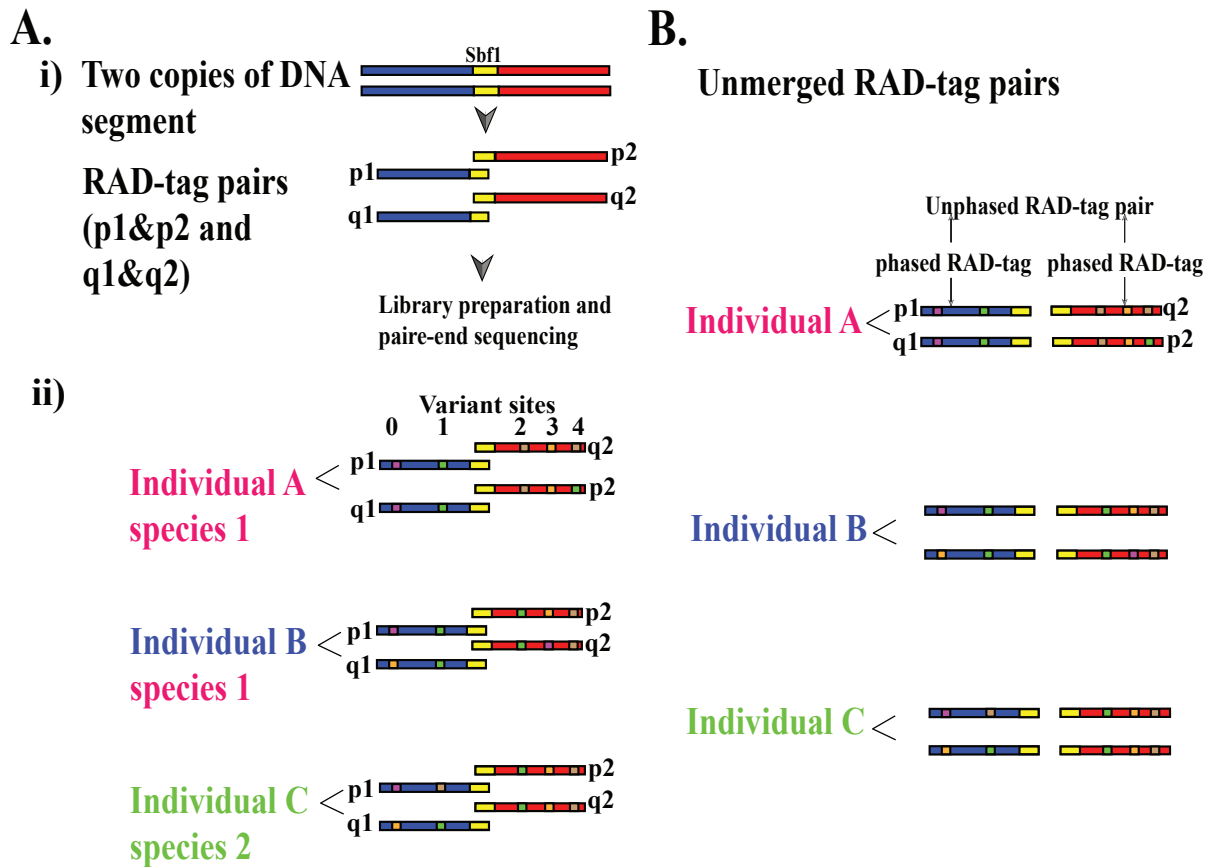 A.
i) Two copies of DNA
segment
Sbf1
RAD-tag pairs
(p1&p2 and
q1&q2)
p2
p1
q2
q1
Library preparation and
paire-end sequencing
ii)
Variant sites
0 1 2 3 4
Individual A
species 1
q2
p1
p2
q1
Individual B
species 1
p2
p1
q2
q1
Individual C
species 2
p2
p1
q2
q1
B.
Unmerged RAD-tag pairs
Unphased RAD-tag pair
phased RAD-tag phased RAD-tag
Individual A
p1 q2
q1 p2
Individual B
Individual C